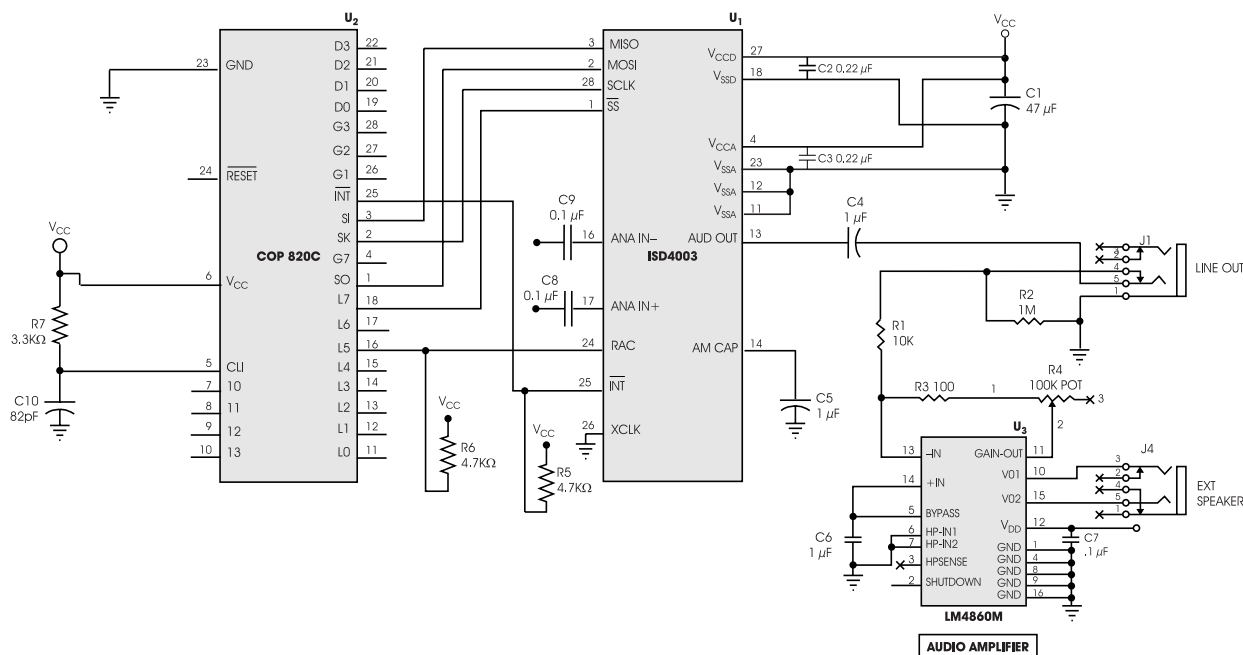 U2
COP 820C
23 GND
24 RESET
VCC
6 VCC
R7
3.3KΩ
5 CLI
C10
82pF
7 10
8 11
9 12
10 13
D3 22
D2 21
D1 20
D0 19
G3 28
G2 27
G1 26
INT 25
SI 3
SK 2
G7 4
SO 1
L7 18
L6 17
L5 16
L4 15
L3 14
L2 13
L1 12
L0 11
VCC
R6
4.7KΩ
VCC
R5
4.7KΩ
U1
ISD4003
3 MISO
2 MOSI
28 SCLK
1 SS
C9
0.1 µF
16 ANA IN–
C8
0.1 µF
17 ANA IN+
24 RAC
25 INT
26 XCLK
VCCD 27
VSSD 18
VCCA 4
VSSA 23
VSSA 12
VSSA 11
AUD OUT 13
AM CAP 14
C2 0.22 µF
C3 0.22 µF
VCC
C1
47 µF
C4
1 µF
C5
1 µF
J1
2
4
5
1
LINE OUT
R2
1M
R1
10K
R3 100
1
R4
100K POT
3
2
U3
13 –IN
14 +IN
5 BYPASS
6 HP-IN1
7 HP-IN2
3 HPSENSE
2 SHUTDOWN
GAIN-OUT 11
V01 10
V02 15
VDD 12
GND 1
GND 4
GND 8
GND 9
GND 16
C6
1 µF
C7
.1 µF
J4
3
2
4
5
1
EXT
SPEAKER
LM4860M
AUDIO AMPLIFIER